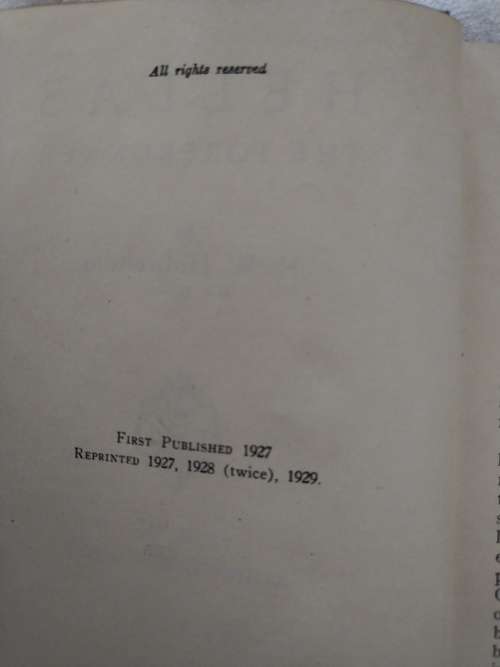 All rights reserved
FIRST PUBLISHED 1927
REPRINTED 1927, 1928 (twice), 1929.